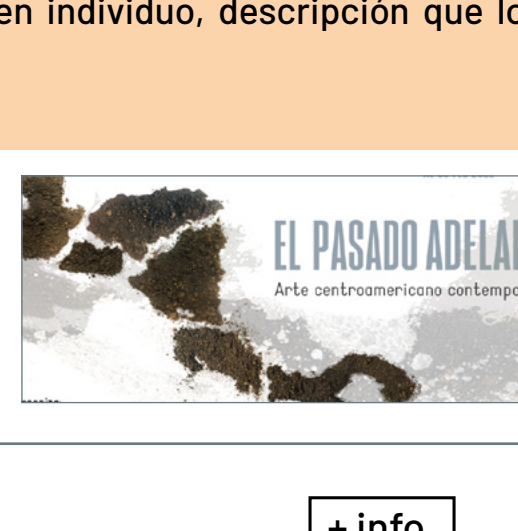 en individuo, descripción que lo
EL PASADO ADELA
Arte centroamericano contempo
+ info